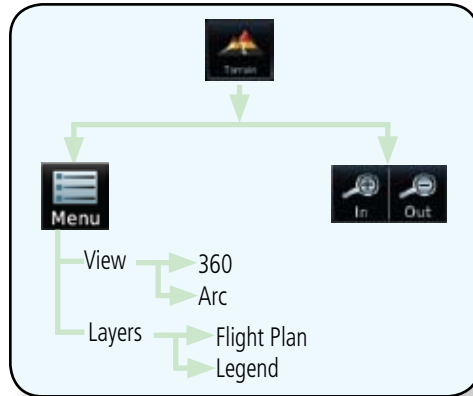 Terrain
Menu
In Out
View
360
Arc
Layers
Flight Plan
Legend